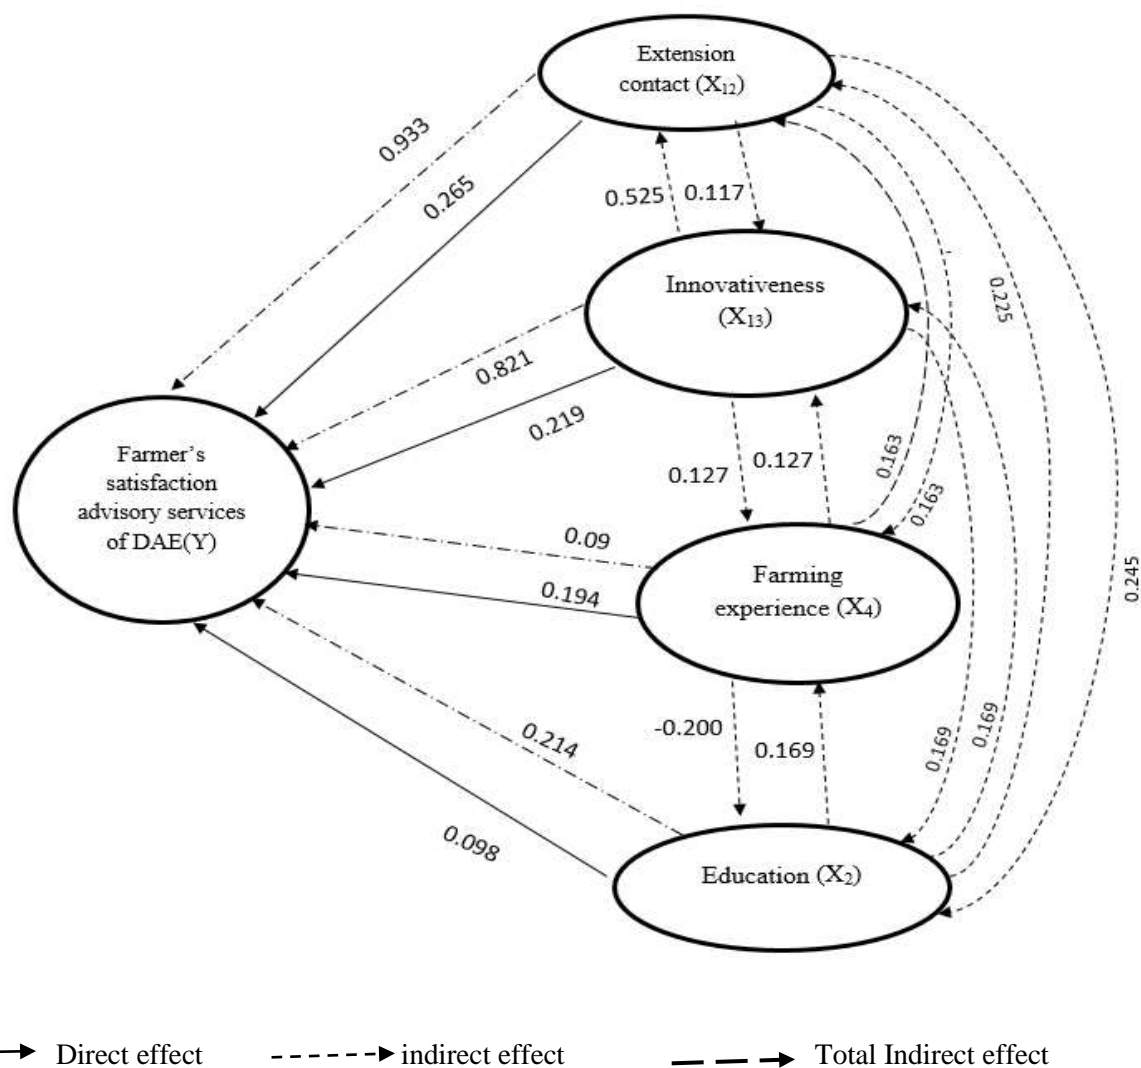 Extension
contact (X₁₂)
0.933
0.265
0.525
0.117
Innovativeness
(X₁₃)
0.225
0.821
0.219
0.127
0.127
0.163
0.163
Farmer's
satisfaction
advisory services
of DAE(Y)
0.09
0.194
Farming
experience (X₄)
0.245
-0.200
0.169
0.169
0.169
0.214
0.098
Education (X₂)
Direct effect
indirect effect
Total Indirect effect